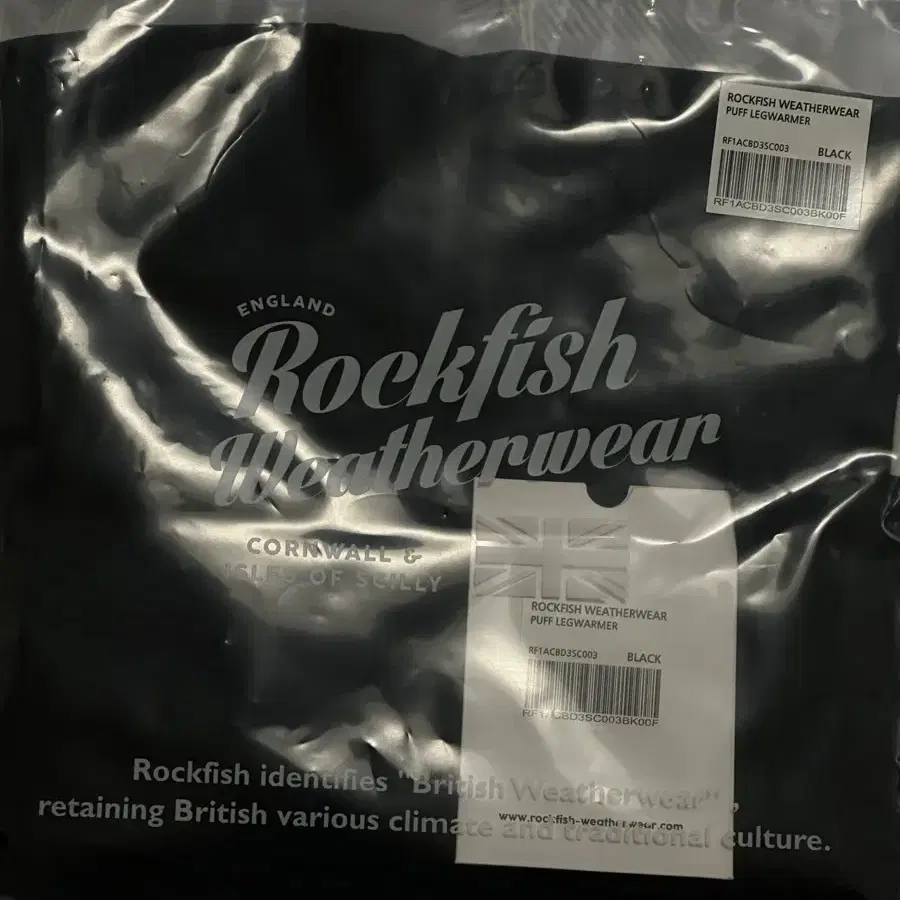 ROCKFISH WEATHERWEAR
PUFF LEGWARMER
RF1ACBD3SC003 BLACK
RF1ACBD3SC003BK00F
ENGLAND
Rockfish
Weatherwear
CORNWALL &
ISLES OF SCILLY
ROCKFISH WEATHERWEAR
PUFF LEGWARMER
RF1ACBD3SC003 BLACK
RF1ACBD3SC003BK00F
Rockfish identifies "British Weatherwear",
retaining British various climate and traditional culture.
www.rockfish-weatherwear.com